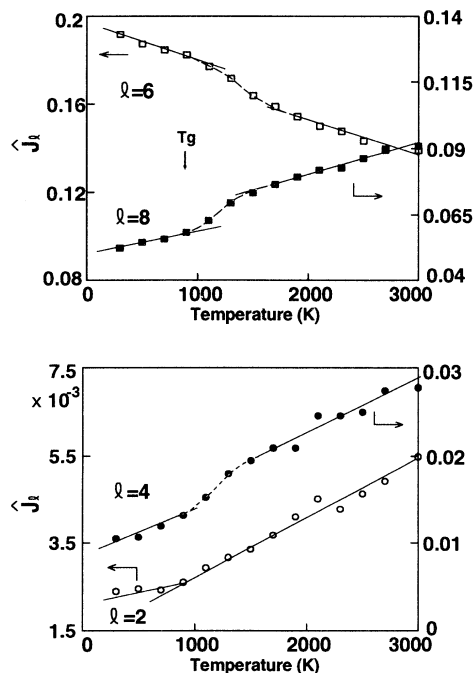 0.2
0.14
0.16
0.115
ℓ=6
Ĵℓ
Tg
0.09
0.12
ℓ=8
0.065
0.08
0.04
0
1000
2000
3000
Temperature (K)
7.5
× 10⁻³
0.03
5.5
0.02
ℓ=4
Ĵℓ
3.5
0.01
ℓ=2
1.5
0
0
1000
2000
3000
Temperature (K)